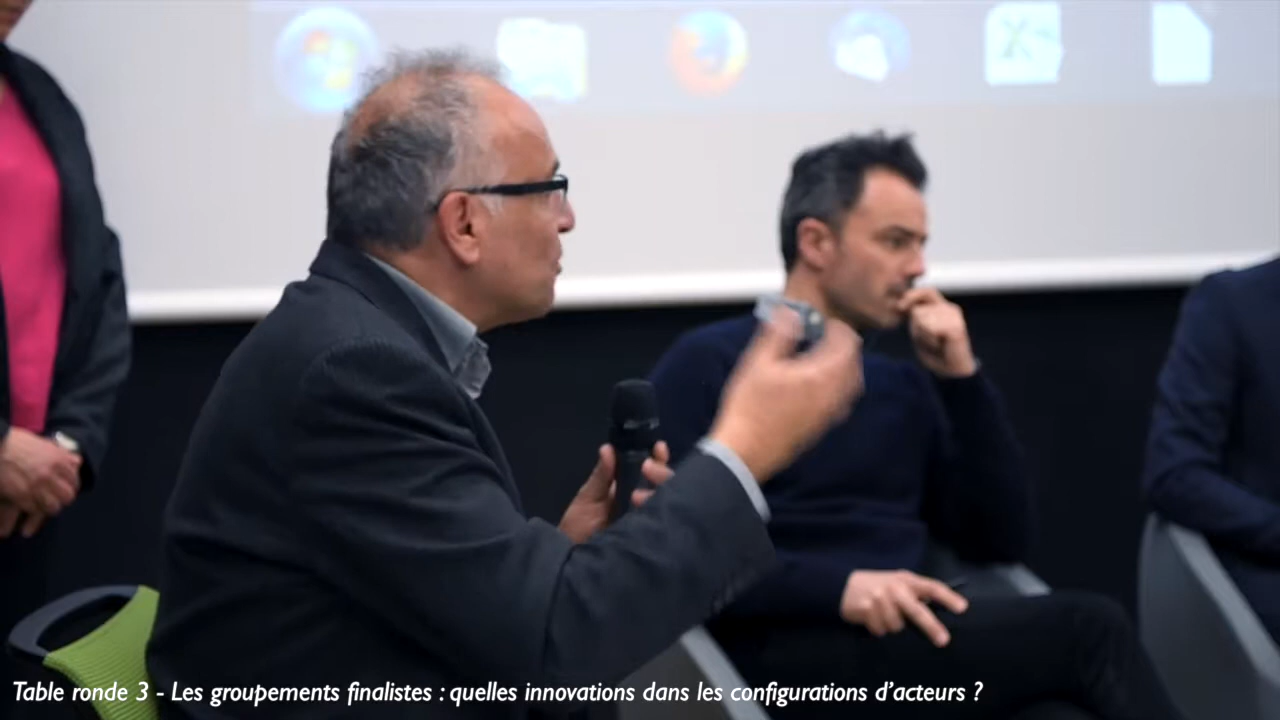 Table ronde 3 - Les groupements finalistes : quelles innovations dans les configurations d’acteurs ?